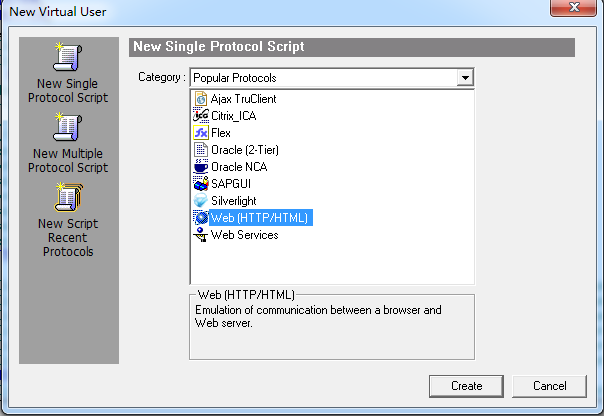 New Virtual User
New Single
Protocol Script
New Multiple
Protocol Script
New Script
Recent
Protocols
New Single Protocol Script
Category :
Popular Protocols
Ajax TruClient
Citrix_ICA
Flex
Oracle (2-Tier)
Oracle NCA
SAPGUI
Silverlight
Web (HTTP/HTML)
Web Services
Web (HTTP/HTML)
Emulation of communication between a browser and
Web server.
Create
Cancel